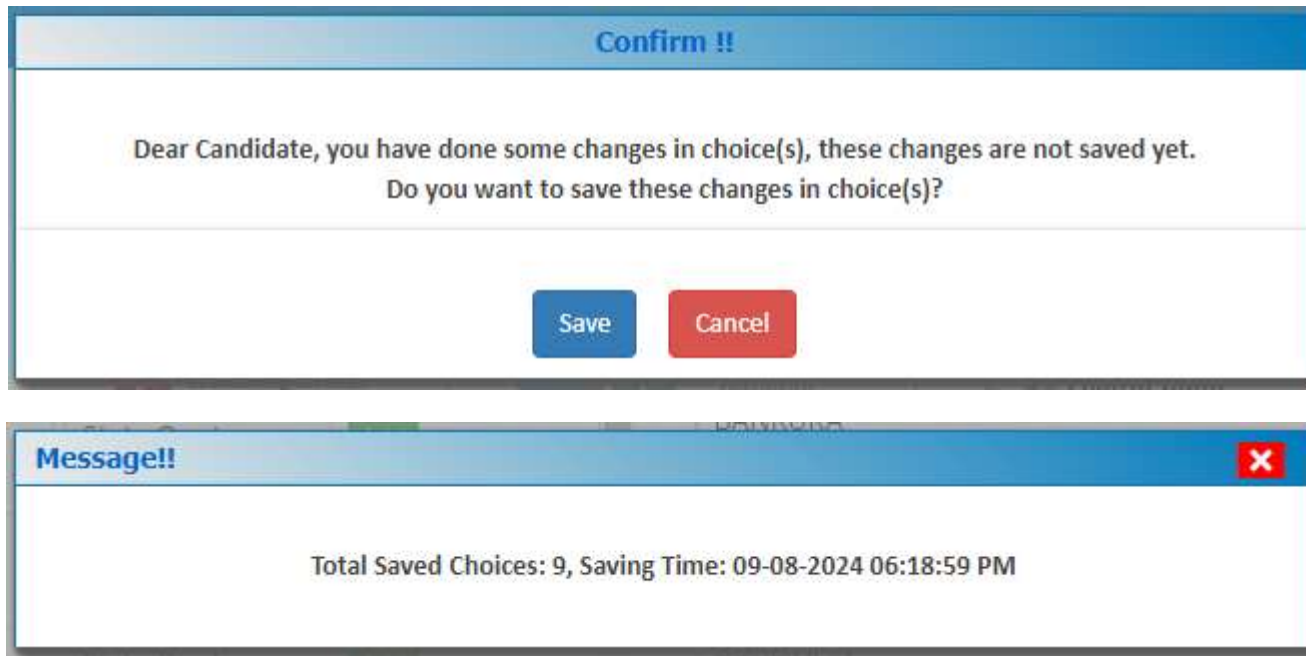 Confirm !!
Dear Candidate, you have done some changes in choice(s), these changes are not saved yet.
Do you want to save these changes in choice(s)?
Save Cancel
Message!!
Total Saved Choices: 9, Saving Time: 09-08-2024 06:18:59 PM